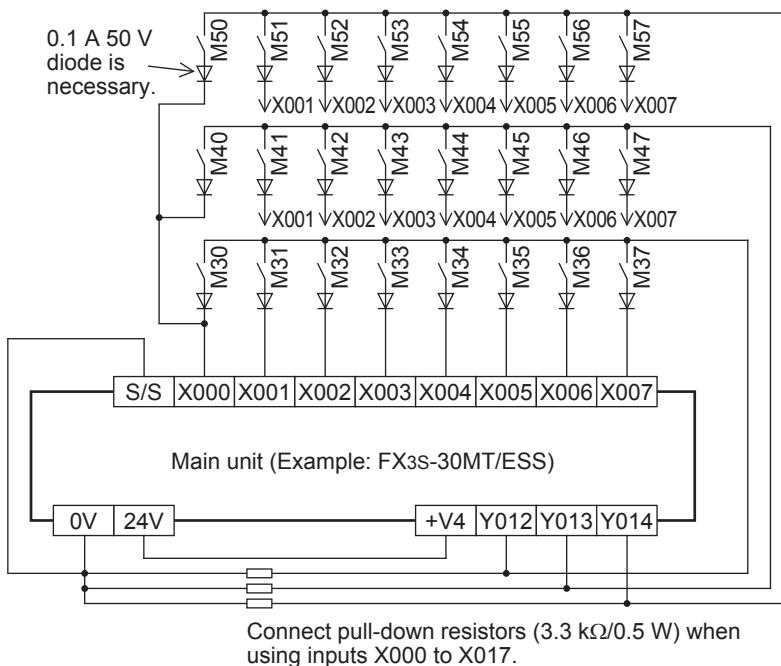 0.1 A 50 V
diode is
necessary.
M50 M51 M52 M53 M54 M55 M56 M57
X001 X002 X003 X004 X005 X006 X007
M40 M41 M42 M43 M44 M45 M46 M47
X001 X002 X003 X004 X005 X006 X007
M30 M31 M32 M33 M34 M35 M36 M37
S/S X000 X001 X002 X003 X004 X005 X006 X007
Main unit (Example: FX3S-30MT/ESS)
0V 24V +V4 Y012 Y013 Y014
Connect pull-down resistors (3.3 kΩ/0.5 W) when
using inputs X000 to X017.